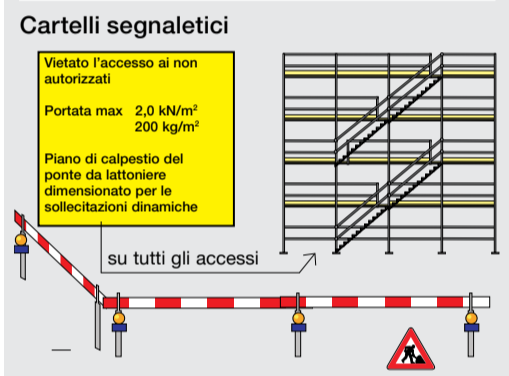 Cartelli segnaletici
Vietato l'accesso ai non
autorizzati
Portata max 2,0 kN/m²
200 kg/m²
Piano di calpestio del
ponte da lattoniere
dimensionato per le
sollecitazioni dinamiche
su tutti gli accessi